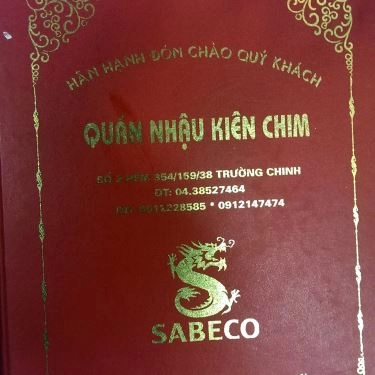 HÂN HẠNH ĐÓN CHÀO QUÝ KHÁCH
QUÁN NHẬU KIÊN CHIM
SỐ 2 HẺM 354/159/38 TRƯỜNG CHINH
ĐT: 04.38527464
0912147474
SABECO